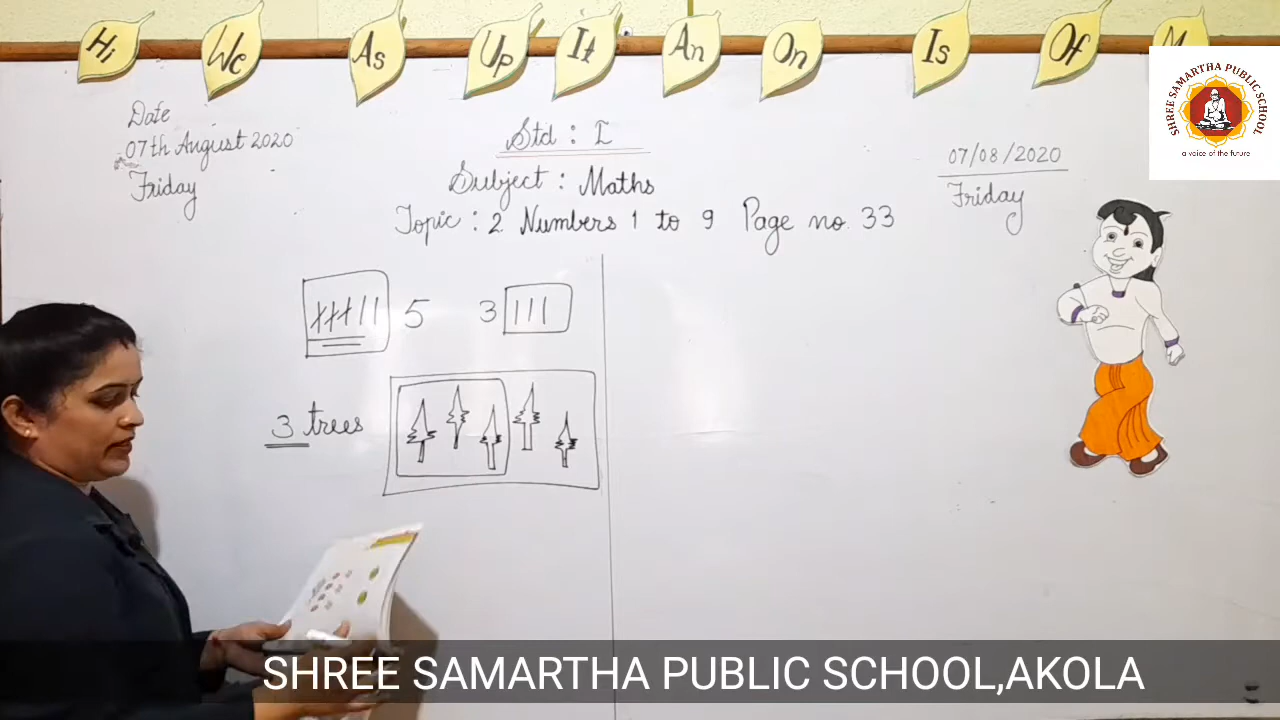 Hi We As Up It An On Is Of
SHREE SAMARTHA PUBLIC SCHOOL
a voice of the future
Date
07th August 2020
Friday
Std : I
Subject : Maths
Topic : 2 Numbers 1 to 9 Page no. 33
07/08/2020
Friday
5 3
3 trees
SHREE SAMARTHA PUBLIC SCHOOL,AKOLA